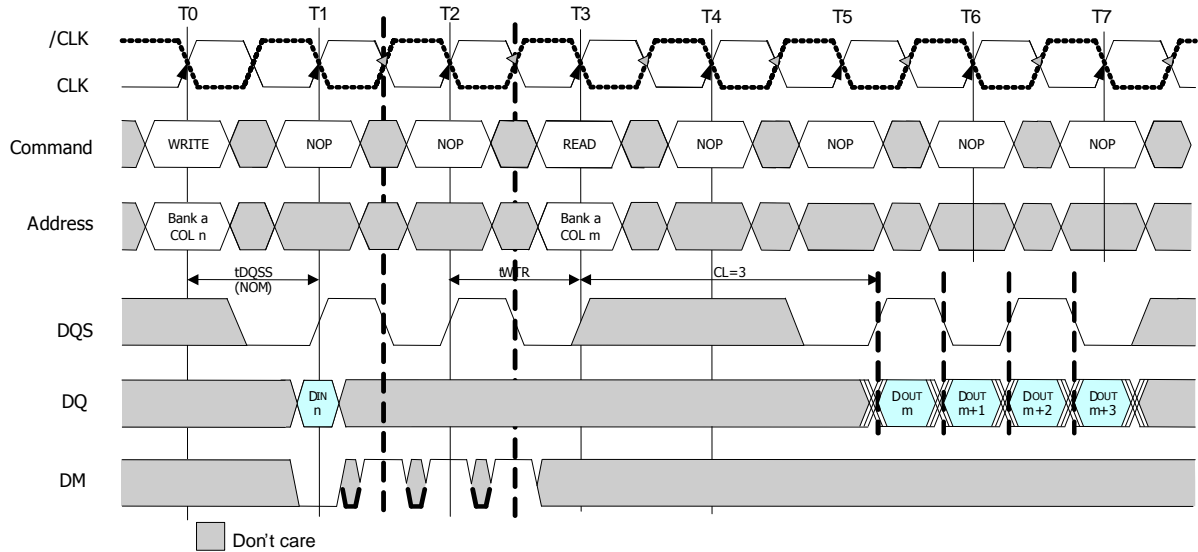 T0 T1 T2 T3 T4 T5 T6 T7
/CLK
CLK
Command WRITE NOP NOP READ NOP NOP NOP NOP
Address Bank a COL n Bank a COL m
tDQSS (NOM) tWTR CL=3
DQS
DQ DIN n DOUT m DOUT m+1 DOUT m+2 DOUT m+3
DM
Don't care